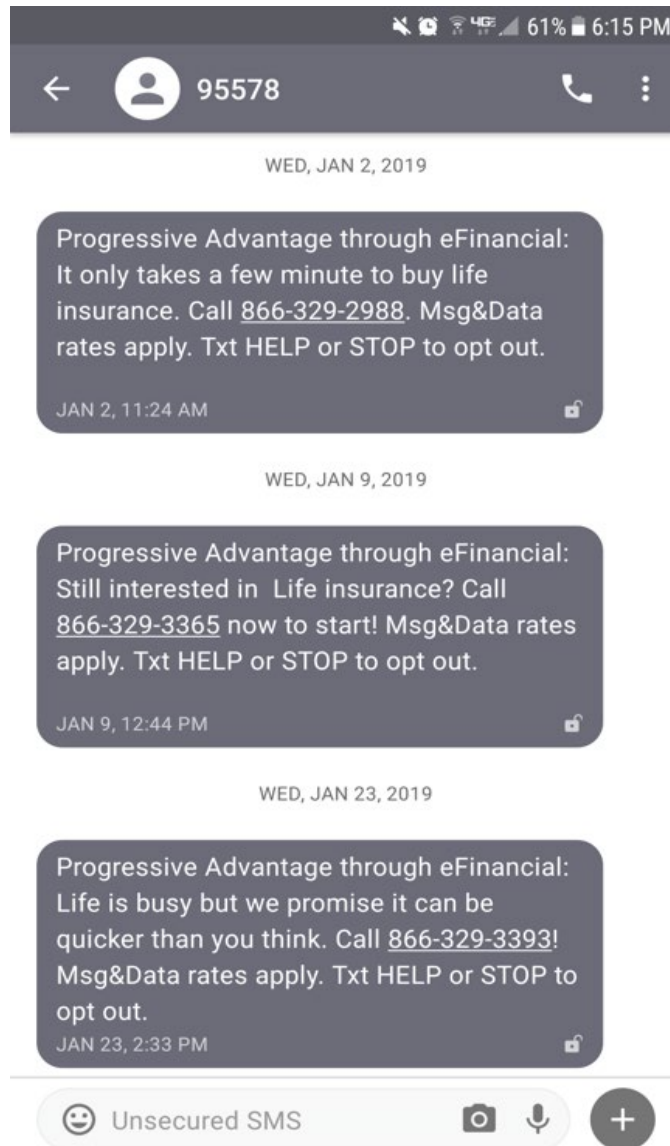 4GE 61% 6:15 PM
95578
WED, JAN 2, 2019
Progressive Advantage through eFinancial:
It only takes a few minute to buy life
insurance. Call 866-329-2988. Msg&Data
rates apply. Txt HELP or STOP to opt out.
JAN 2, 11:24 AM
WED, JAN 9, 2019
Progressive Advantage through eFinancial:
Still interested in  Life insurance? Call
866-329-3365 now to start! Msg&Data rates
apply. Txt HELP or STOP to opt out.
JAN 9, 12:44 PM
WED, JAN 23, 2019
Progressive Advantage through eFinancial:
Life is busy but we promise it can be
quicker than you think. Call 866-329-3393!
Msg&Data rates apply. Txt HELP or STOP to
opt out.
JAN 23, 2:33 PM
Unsecured SMS